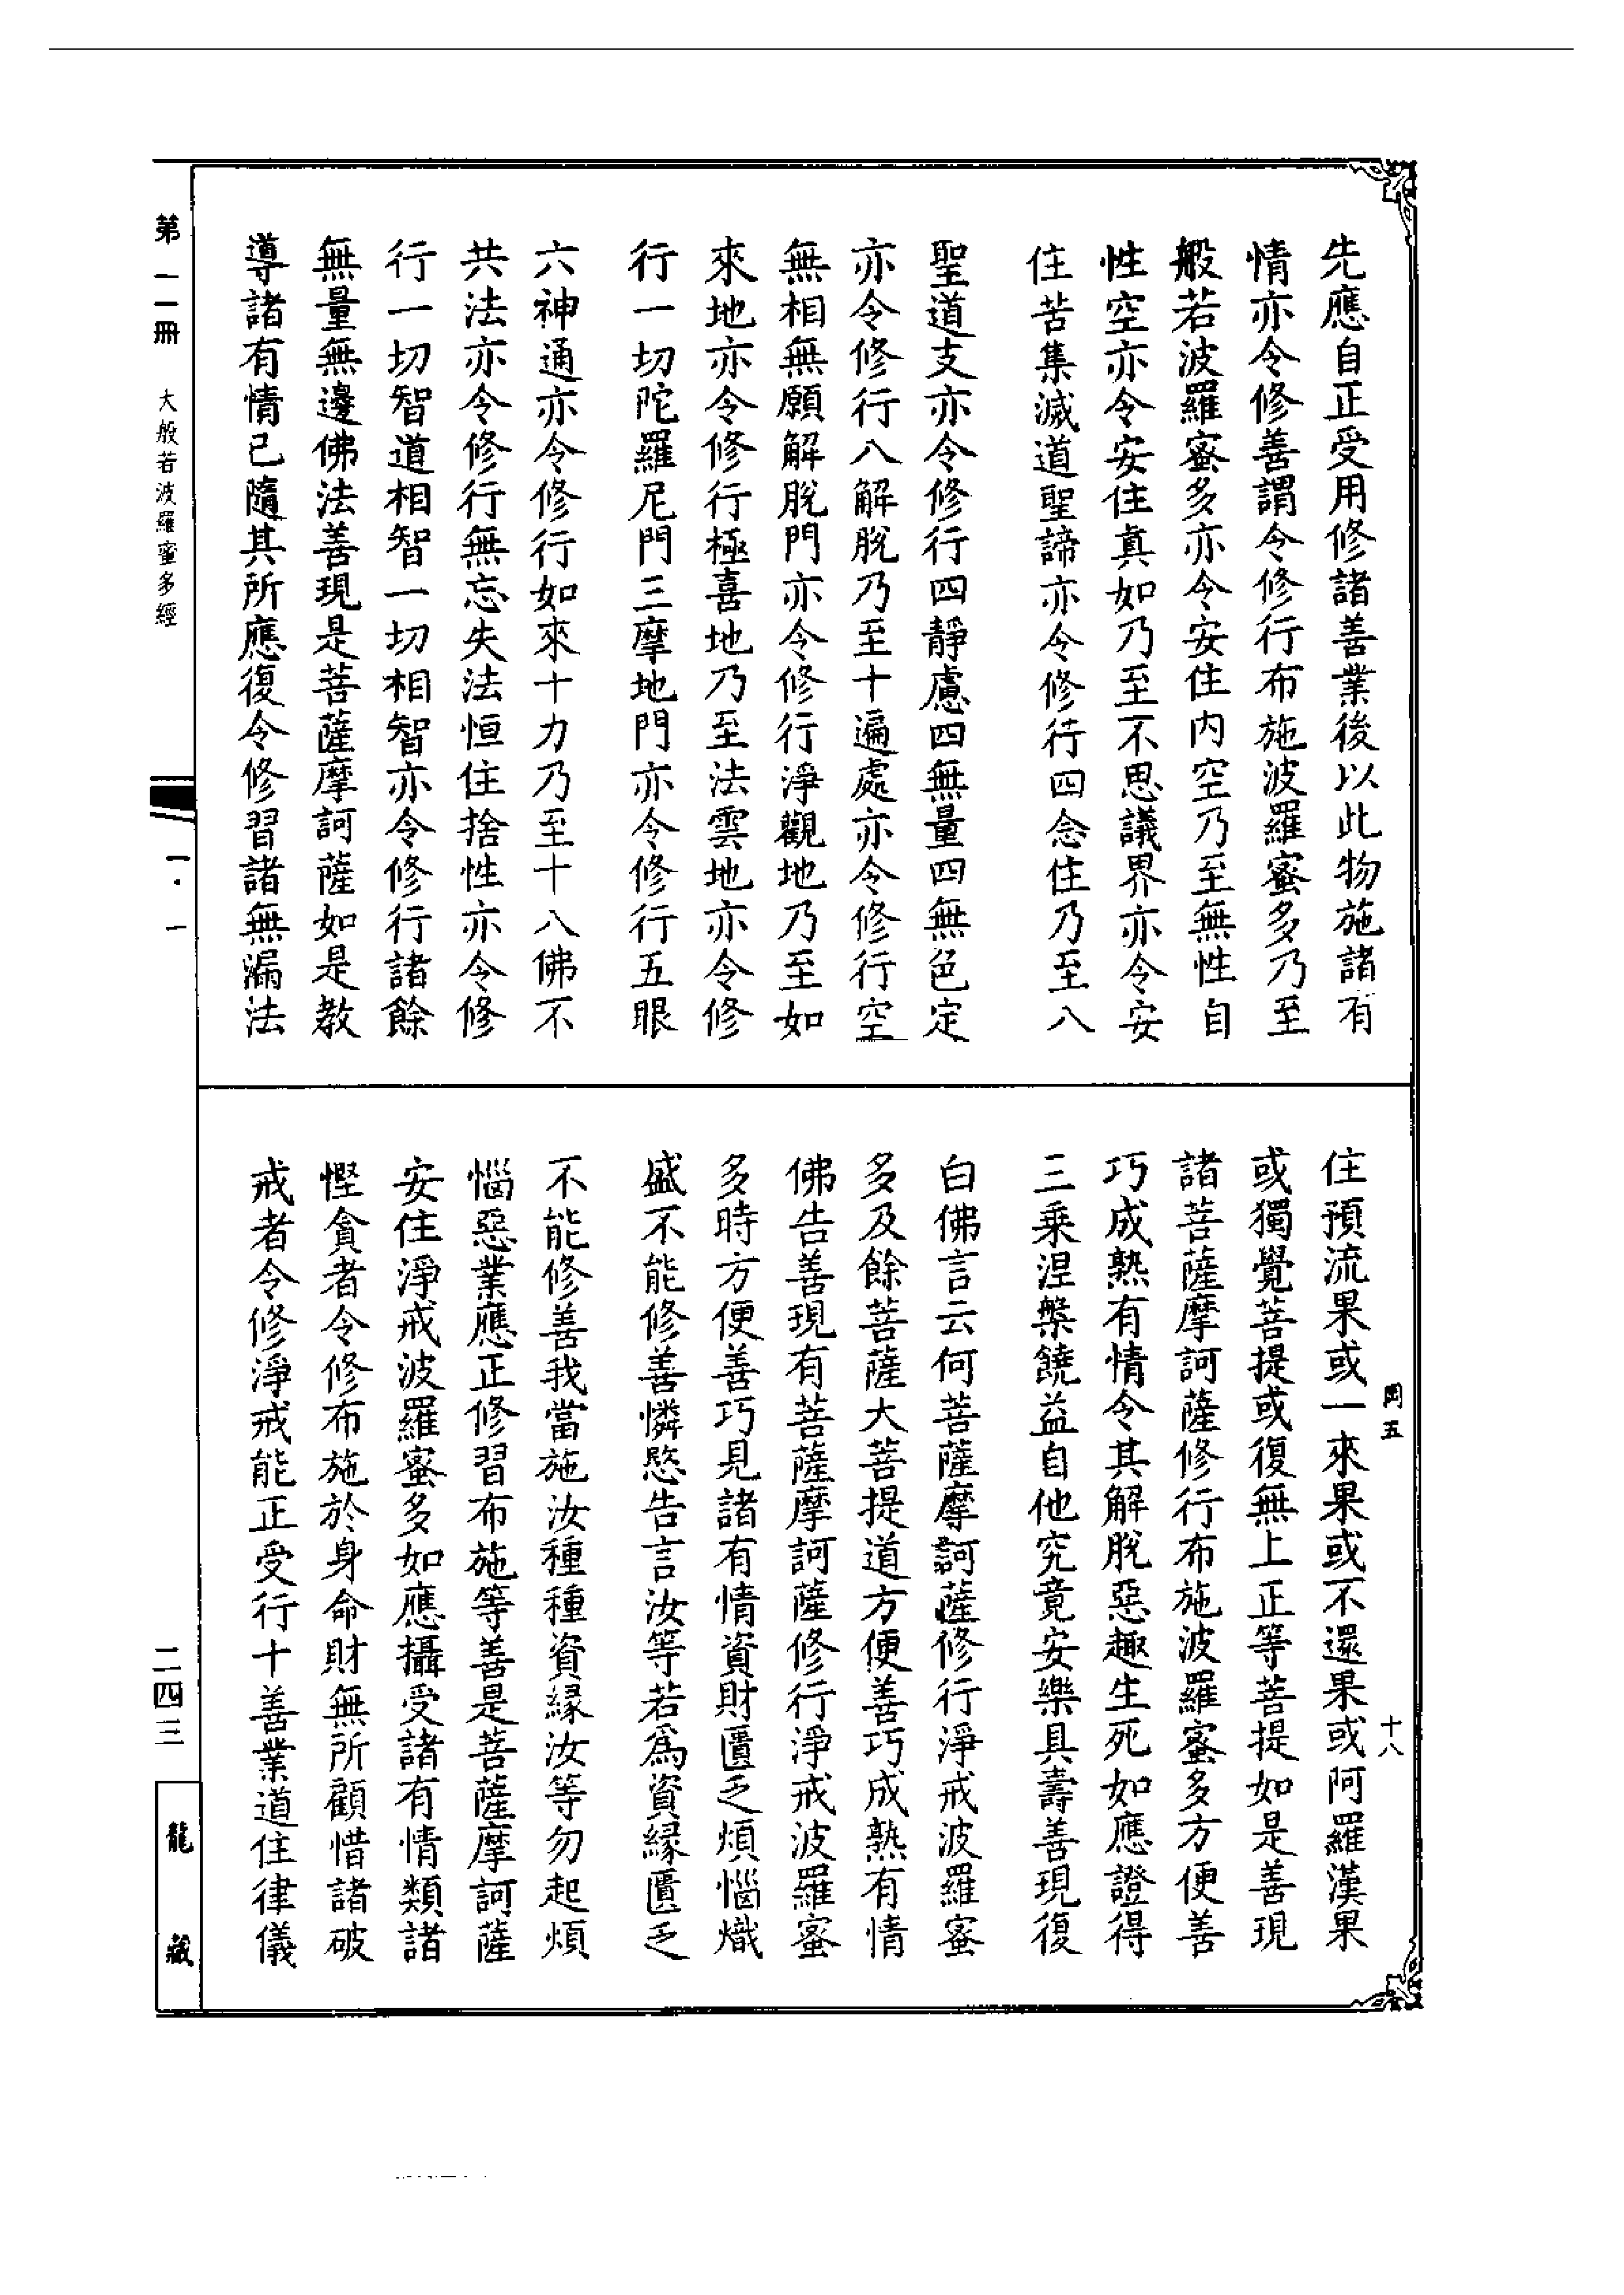 先應自正受用修諸善業後以此物施諸有
情亦令修善謂令修行布施波羅蜜多乃至
般若波羅蜜多亦令安住內空乃至無性自
性空亦令安住真如乃至不思議界亦令安
住苦集滅道聖諦亦令修行四念住乃至八
聖道支亦令修行四靜慮四無量四無色定
亦令修行八解脫乃至十遍處亦令修行空
無相無願解脫門亦令修行淨觀地乃至如
來地亦令修行極喜地乃至法雲地亦令修
行一切陀羅尼門三摩地門亦令修行五眼
六神通亦令修行如來十力乃至十八佛不
共法亦令修行無忘失法恒住捨性亦令修
行一切智道相智一切相智亦令修行諸餘
無量無邊佛法善現是菩薩摩訶薩如是教
導諸有情已隨其所應復令修習諸無漏法
住預流果或一來果或不還果或阿羅漢果
或獨覺菩提或復無上正等菩提如是善現
諸菩薩摩訶薩修行布施波羅蜜多方便善
巧成熟有情令其解脫惡趣生死如應證得
三乘涅槃饒益自他究竟安樂具壽善現復
白佛言云何菩薩摩訶薩修行淨戒波羅蜜
多及餘菩薩大菩提道方便善巧成熟有情
佛告善現有菩薩摩訶薩修行淨戒波羅蜜
多時方便善巧見諸有情資財匱乏煩惱熾
盛不能修善憐愍告言汝等若為資緣匱乏
不能修善我當施汝種種資緣汝等勿起煩
惱惡業應正修習布施等善是菩薩摩訶薩
安住淨戒波羅蜜多如應攝受諸有情類諸
慳貪者令修布施於身命財無所顧惜諸破
戒者令修淨戒能正受行十善業道住律儀
岡五
十八
第一一冊
大般若波羅蜜多經
一·一
二四三
龍藏